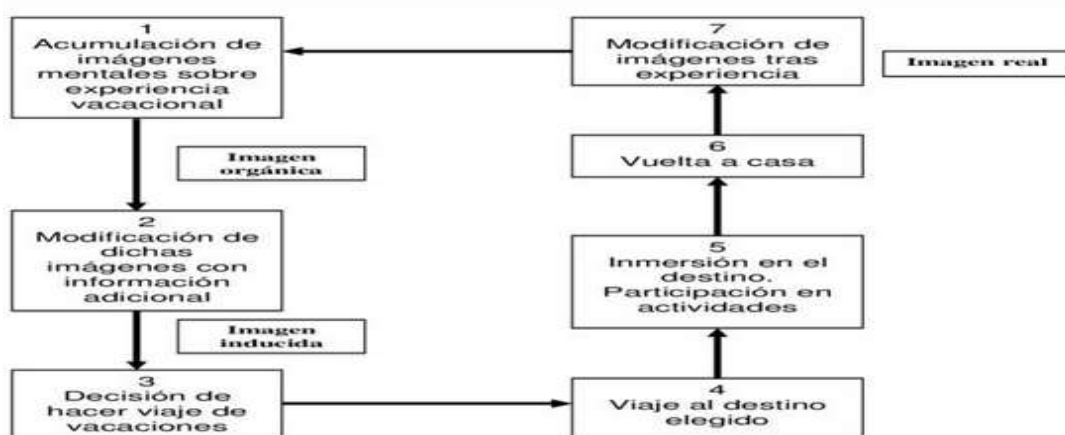 1
Acumulación de
imágenes
mentales sobre
experiencia
vacacional
Imagen
orgánica
2
Modificación de
dichas
imágenes con
información
adicional
Imagen
inducida
3
Decisión de
hacer viaje de
vacaciones
4
Viaje al destino
elegido
5
Inmersión en el
destino.
Participación en
actividades
6
Vuelta a casa
7
Modificación de
imágenes tras
experiencia
Imagen real